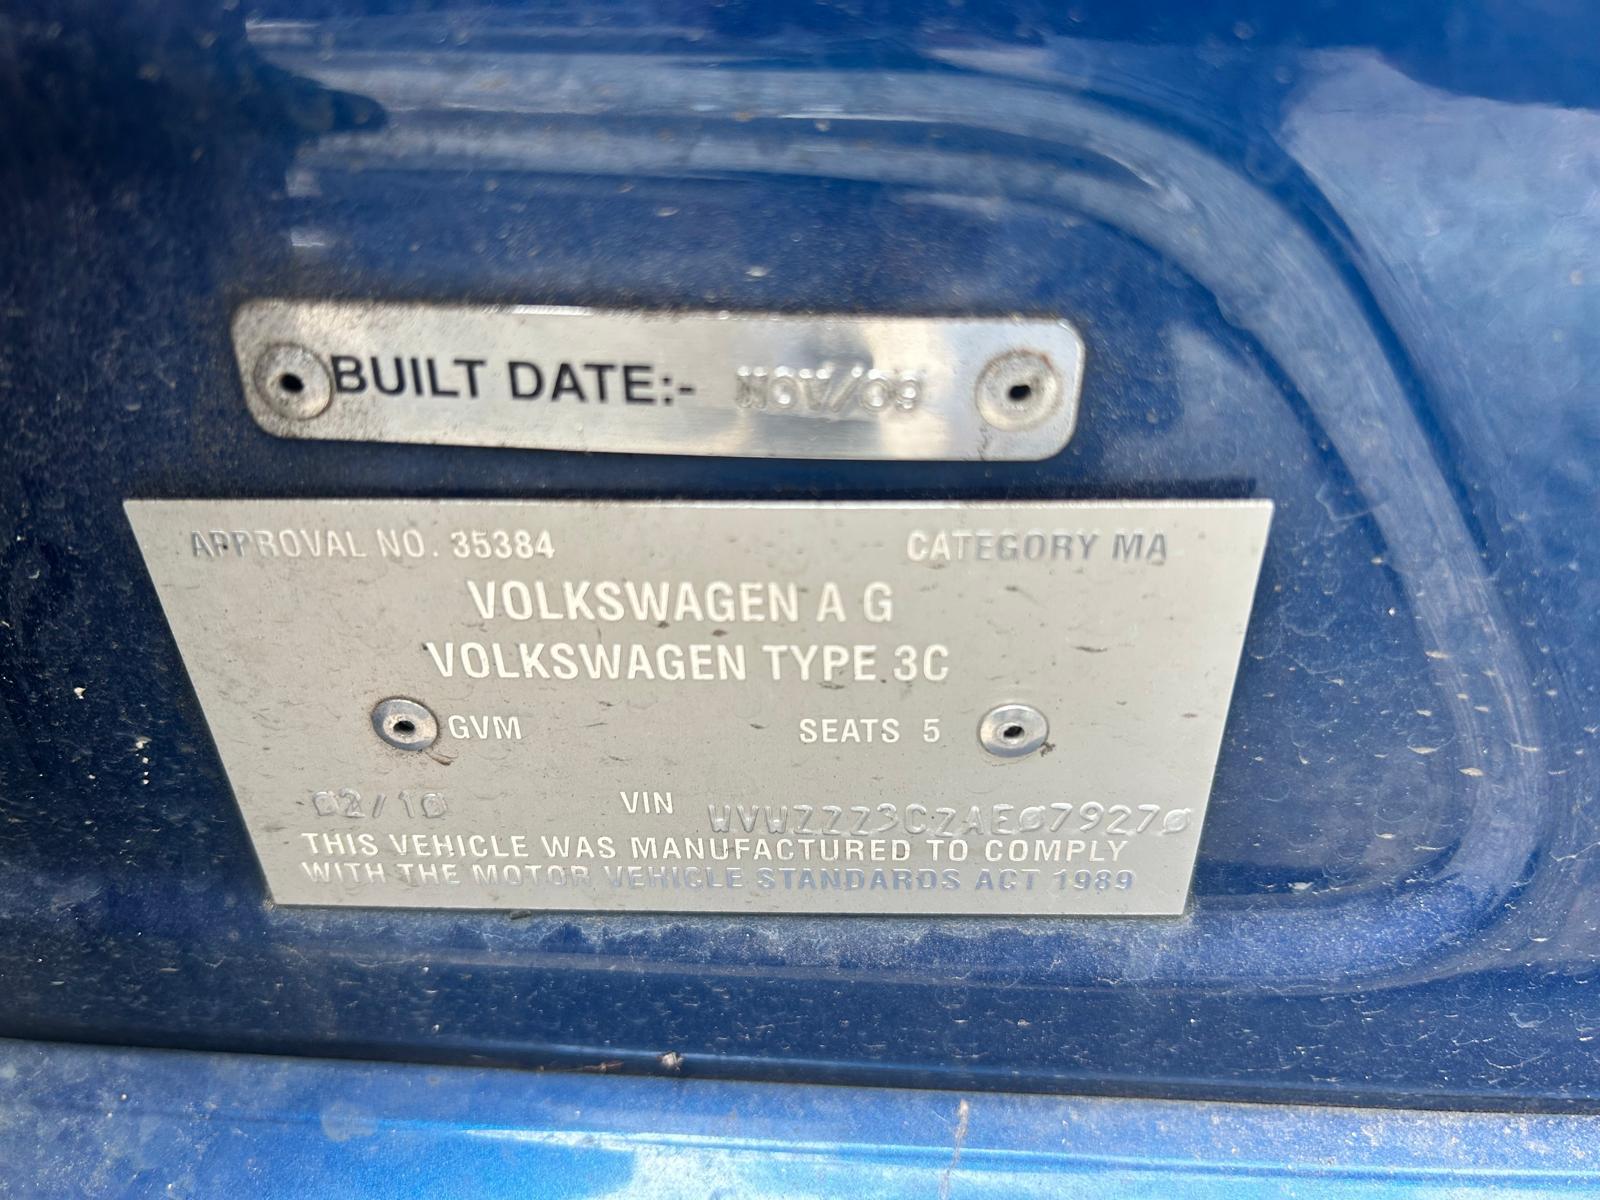 BUILT DATE:- NOV/09
APPROVAL NO. 35384 CATEGORY MA
VOLKSWAGEN A G
VOLKSWAGEN TYPE 3C
GVM SEATS 5
02/10 VIN WVWZZZ3CZAE079270
THIS VEHICLE WAS MANUFACTURED TO COMPLY
WITH THE MOTOR VEHICLE STANDARDS ACT 1989